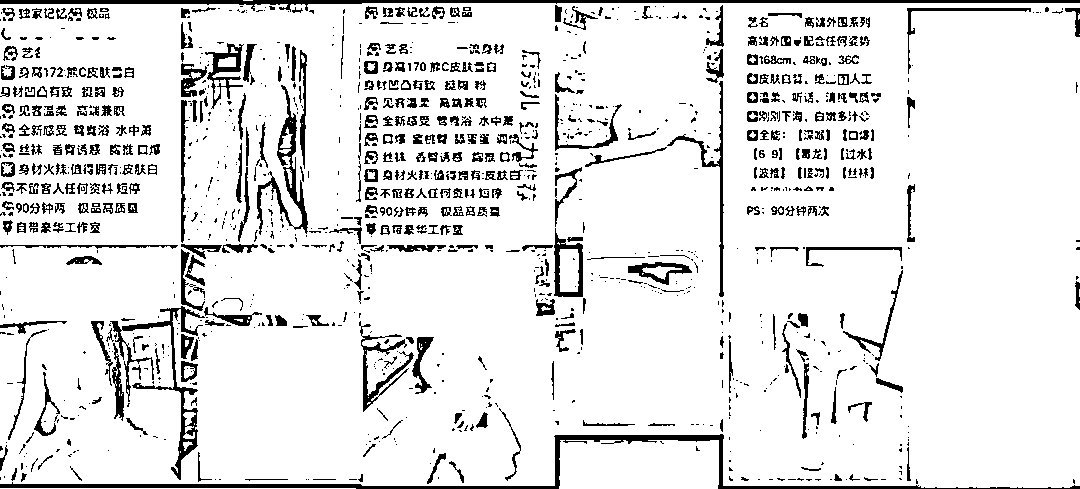 独家记忆 极品
艺名
身高172:熊C皮肤雪白
身材凹凸有致 挺胸 粉
见客温柔 高端兼职
全新感受 鸳鸯浴 水中萧
丝袜 香臀诱惑 胸推 口爆
身材火辣:值得拥有:皮肤白
不留客人任何资料 短停
90分钟两 极品高质量
自带豪华工作室
独家记忆 极品
艺名: 一流身材
身高170 熊C皮肤雪白
身材凹凸有致 挺胸 粉
见客温柔 高端兼职
全新感受 鸳鸯浴 水中萧
口爆 蜜桃臀 舔蛋蛋 调情
丝袜 香臀诱惑 胸推 口爆
身材火辣:值得拥有:皮肤白
不留客人任何资料 短停
90分钟两 极品高质量
自带豪华工作室
艺名 高端外围系列
高端外围 配合任何姿势
168cm、48kg、36C
皮肤白皙、绝 人工
温柔、听话、清纯气质
别别下海、白嫩多汁
全能:【深喉】【口爆】
【6 9】【毒龙】【过水】
【波推】【接吻】【丝袜】
PS: 90分钟两次